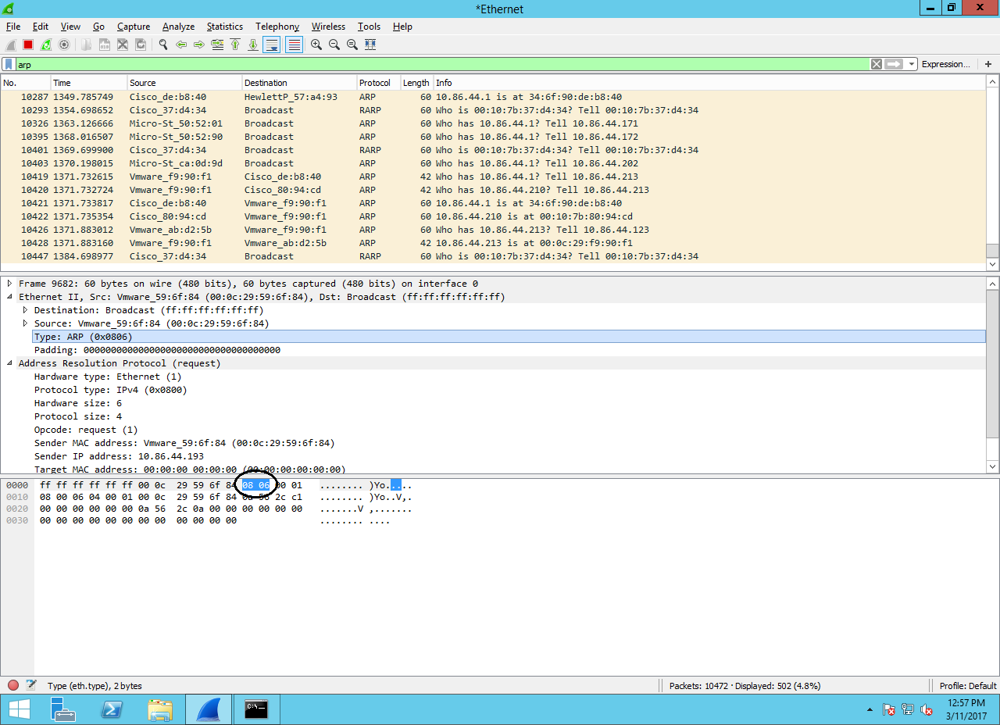 *Ethernet
File Edit View Go Capture Analyze Statistics Telephony Wireless Tools Help
arp Expression... +
No. Time Source Destination Protocol Length Info
10287 1349.785749 Cisco_de:b8:40 HewlettP_57:a4:93 ARP 60 10.86.44.1 is at 34:6f:90:de:b8:40
10293 1354.698652 Cisco_37:d4:34 Broadcast RARP 60 Who is 00:10:7b:37:d4:34? Tell 00:10:7b:37:d4:34
10326 1363.126666 Micro-St_50:52:01 Broadcast ARP 60 Who has 10.86.44.1? Tell 10.86.44.171
10395 1368.016507 Micro-St_50:52:90 Broadcast ARP 60 Who has 10.86.44.1? Tell 10.86.44.172
10401 1369.699900 Cisco_37:d4:34 Broadcast RARP 60 Who is 00:10:7b:37:d4:34? Tell 00:10:7b:37:d4:34
10403 1370.198015 Micro-St_ca:0d:9d Broadcast ARP 60 Who has 10.86.44.1? Tell 10.86.44.202
10419 1371.732615 Vmware_f9:90:f1 Cisco_de:b8:40 ARP 42 Who has 10.86.44.1? Tell 10.86.44.213
10420 1371.732724 Vmware_f9:90:f1 Cisco_80:94:cd ARP 42 Who has 10.86.44.210? Tell 10.86.44.213
10421 1371.733817 Cisco_de:b8:40 Vmware_f9:90:f1 ARP 60 10.86.44.1 is at 34:6f:90:de:b8:40
10422 1371.735354 Cisco_80:94:cd Vmware_f9:90:f1 ARP 60 10.86.44.210 is at 00:10:7b:80:94:cd
10426 1371.883012 Vmware_ab:d2:5b Vmware_f9:90:f1 ARP 60 Who has 10.86.44.213? Tell 10.86.44.123
10428 1371.883160 Vmware_f9:90:f1 Vmware_ab:d2:5b ARP 42 10.86.44.213 is at 00:0c:29:f9:90:f1
10447 1384.698977 Cisco_37:d4:34 Broadcast RARP 60 Who is 00:10:7b:37:d4:34? Tell 00:10:7b:37:d4:34
Frame 9682: 60 bytes on wire (480 bits), 60 bytes captured (480 bits) on interface 0
Ethernet II, Src: Vmware_59:6f:84 (00:0c:29:59:6f:84), Dst: Broadcast (ff:ff:ff:ff:ff:ff)
Destination: Broadcast (ff:ff:ff:ff:ff:ff)
Source: Vmware_59:6f:84 (00:0c:29:59:6f:84)
Type: ARP (0x0806)
Padding: 000000000000000000000000000000000000
Address Resolution Protocol (request)
Hardware type: Ethernet (1)
Protocol type: IPv4 (0x0800)
Hardware size: 6
Protocol size: 4
Opcode: request (1)
Sender MAC address: Vmware_59:6f:84 (00:0c:29:59:6f:84)
Sender IP address: 10.86.44.193
Target MAC address: 00:00:00 00:00:00 (00:00:00:00:00:00)
0000 ff ff ff ff ff ff 00 0c 29 59 6f 84 08 06 00 01 ........ )Yo.....
0010 08 00 06 04 00 01 00 0c 29 59 6f 84 0a 56 2c c1 ........ )Yo..V,.
0020 00 00 00 00 00 00 0a 56 2c 0a 00 00 00 00 00 00 .......V ,.......
0030 00 00 00 00 00 00 00 00 00 00 00 00 ........ ....
Type (eth.type), 2 bytes Packets: 10472 · Displayed: 502 (4.8%) Profile: Default
C:\>_
12:57 PM
3/11/2017